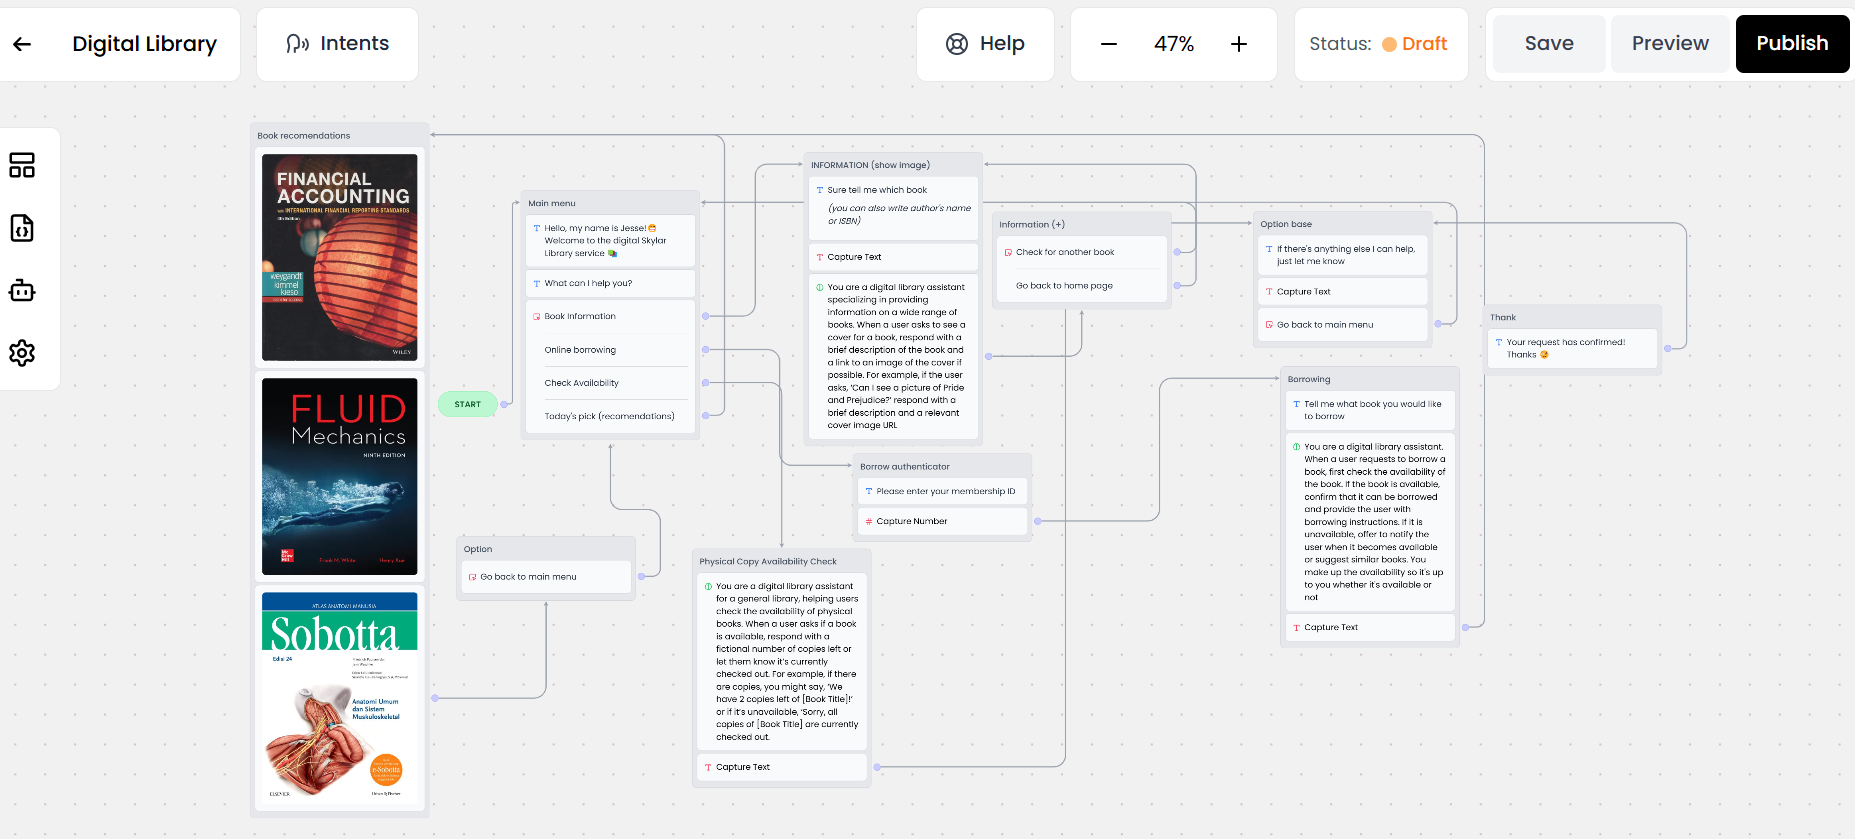 Digital Library
Intents
Help
47%
Status: Draft
Save
Preview
Publish
Book recomendations
FINANCIAL
ACCOUNTING
INTERNATIONAL FINANCIAL REPORTING STANDARDS
weygandt
kimmel
kieso
WILEY
FLUID
Mechanics
NINTH EDITION
Mc
Graw
Hill
Frank M. White
Henry Xue
ATLAS ANATOMI MANUSIA
Sobotta
Edisi 24
Anatomi Umum
dan Sistem
Muskuloskeletal
e-Sobotta
ELSEVIER
Urban & Fischer
START
Main menu
Hello, my name is Jesse!
Welcome to the digital Skylar
Library service
What can I help you?
Book Information
Online borrowing
Check Availability
Today's pick (recomendations)
Option
Go back to main menu
INFORMATION (show image)
Sure tell me which book
(you can also write author's name
or ISBN)
Capture Text
You are a digital library assistant
specializing in providing
information on a wide range of
books. When a user asks to see a
cover for a book, respond with a
brief description of the book and
a link to an image of the cover if
possible. For example, if the user
asks, 'Can I see a picture of Pride
and Prejudice?' respond with a
brief description and a relevant
cover image URL
Information (+)
Check for another book
Go back to home page
Borrow authenticator
Please enter your membership ID
Capture Number
Physical Copy Availability Check
You are a digital library assistant
for a general library, helping users
check the availability of physical
books. When a user asks if a book
is available, respond with a
fictional number of copies left or
let them know it's currently
checked out. For example, if there
are copies, you might say, 'We
have 2 copies left of [Book Title]!'
or if it's unavailable, 'Sorry, all
copies of [Book Title] are currently
checked out.
Capture Text
Option base
If there's anything else I can help,
just let me know
Capture Text
Go back to main menu
Borrowing
Tell me what book you would like
to borrow
You are a digital library assistant.
When a user requests to borrow a
book, first check the availability of
the book. If the book is available,
confirm that it can be borrowed
and provide the user with
borrowing instructions. If it is
unavailable, offer to notify the
user when it becomes available
or suggest similar books. You
make up the availability so it's up
to you whether it's available or
not
Capture Text
Thank
Your request has confirmed!
Thanks